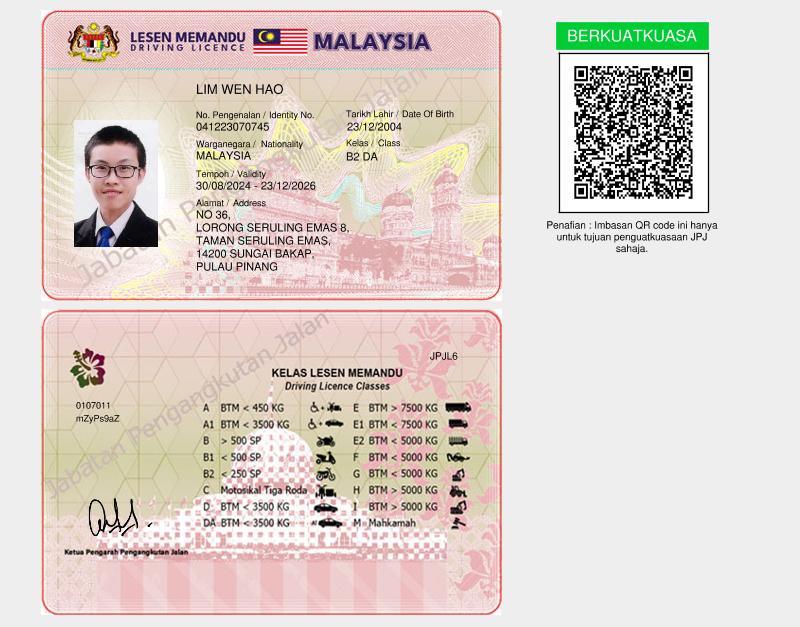 LESEN MEMANDU
DRIVING LICENCE
MALAYSIA
BERKUATKUASA
LIM WEN HAO
No. Pengenalan / Identity No.
041223070745
Tarikh Lahir / Date Of Birth
23/12/2004
Warganegara / Nationality
MALAYSIA
Kelas / Class
B2 DA
Tempoh / Validity
30/08/2024 - 23/12/2026
Alamat / Address
NO 36,
LORONG SERULING EMAS 8,
TAMAN SERULING EMAS,
14200 SUNGAI BAKAP,
PULAU PINANG
Jabatan Pengangkutan Jalan
Penafian : Imbasan QR code ini hanya
untuk tujuan penguatkuasaan JPJ
sahaja.
JPJL6
KELAS LESEN MEMANDU
Driving Licence Classes
0107011
mZyPs9aZ
A BTM < 450 KG E BTM > 7500 KG
A1 BTM < 3500 KG E1 BTM < 7500 KG
B > 500 SP E2 BTM < 5000 KG
B1 < 500 SP F BTM < 5000 KG
B2 < 250 SP G BTM < 5000 KG
C Motosikal Tiga Roda H BTM > 5000 KG
D BTM < 3500 KG I BTM > 5000 KG
DA BTM < 3500 KG M Mahkamah
Ketua Pengarah Pengangkutan Jalan
Jabatan Pengangkutan Jalan